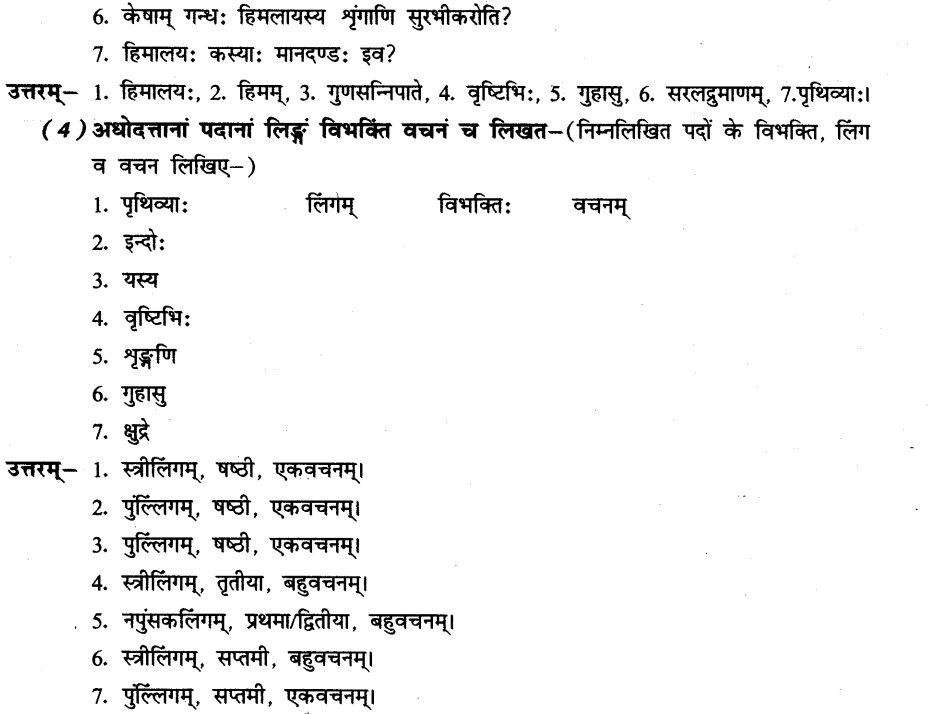 6. केषाम् गन्धः हिमलायस्य शृंगाणि सुरभीकरोति?
7. हिमालयः कस्याः मानदण्डः इव?
उत्तरम्– 1. हिमालयः, 2. हिमम्, 3. गुणसन्निपाते, 4. वृष्टिभिः, 5. गुहासु, 6. सरलद्रुमाणम्, 7.पृथिव्याः।
(4) अधोदत्तानां पदानां लिङ्गं विभक्तिं वचनं च लिखत–(निम्नलिखित पदों के विभक्ति, लिंग
व वचन लिखिए–)
1. पृथिव्याः लिंगम् विभक्तिः वचनम्
2. इन्दोः
3. यस्य
4. वृष्टिभिः
5. शृङ्गणि
6. गुहासु
7. क्षुद्रे
उत्तरम्– 1. स्त्रीलिंगम्, षष्ठी, एकवचनम्।
2. पुंल्लिंगम्, षष्ठी, एकवचनम्।
3. पुल्लिंगम्, षष्ठी, एकवचनम्।
4. स्त्रीलिंगम्, तृतीया, बहुवचनम्।
5. नपुंसकलिंगम्, प्रथमा/द्वितीया, बहुवचनम्।
6. स्त्रीलिंगम्, सप्तमी, बहुवचनम्।
7. पुंल्लिंगम्, सप्तमी, एकवचनम्।